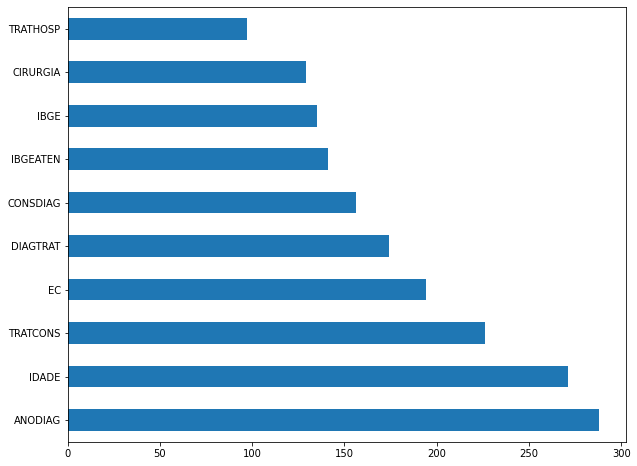 TRATHOSP
CIRURGIA
IBGE
IBGEATEN
CONSDIAG
DIAGTRAT
EC
TRATCONS
IDADE
ANODIAG
0 50 100 150 200 250 300